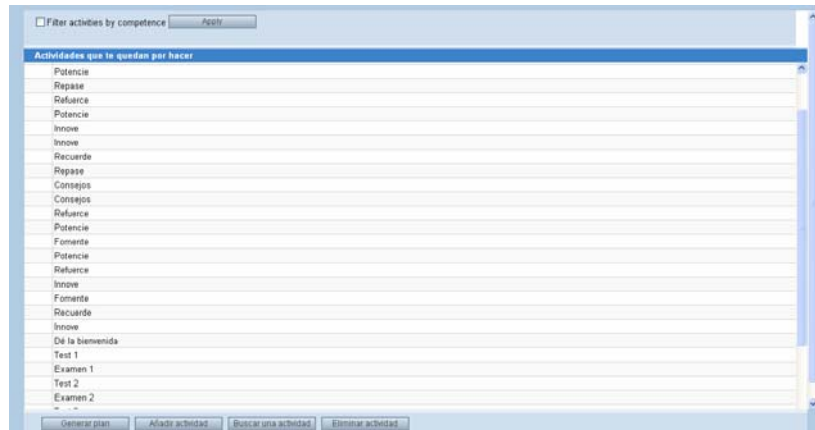 Filter activities by competence Apply
Actividades que te quedan por hacer
Potencie
Repase
Refuerce
Potencie
Innove
Innove
Recuerde
Repase
Consejos
Consejos
Refuerce
Potencie
Fomente
Potencie
Refuerce
Innove
Fomente
Recuerde
Innove
Dé la bienvenida
Test 1
Examen 1
Test 2
Examen 2
Generar plan Añadir actividad Buscar una actividad Eliminar actividad